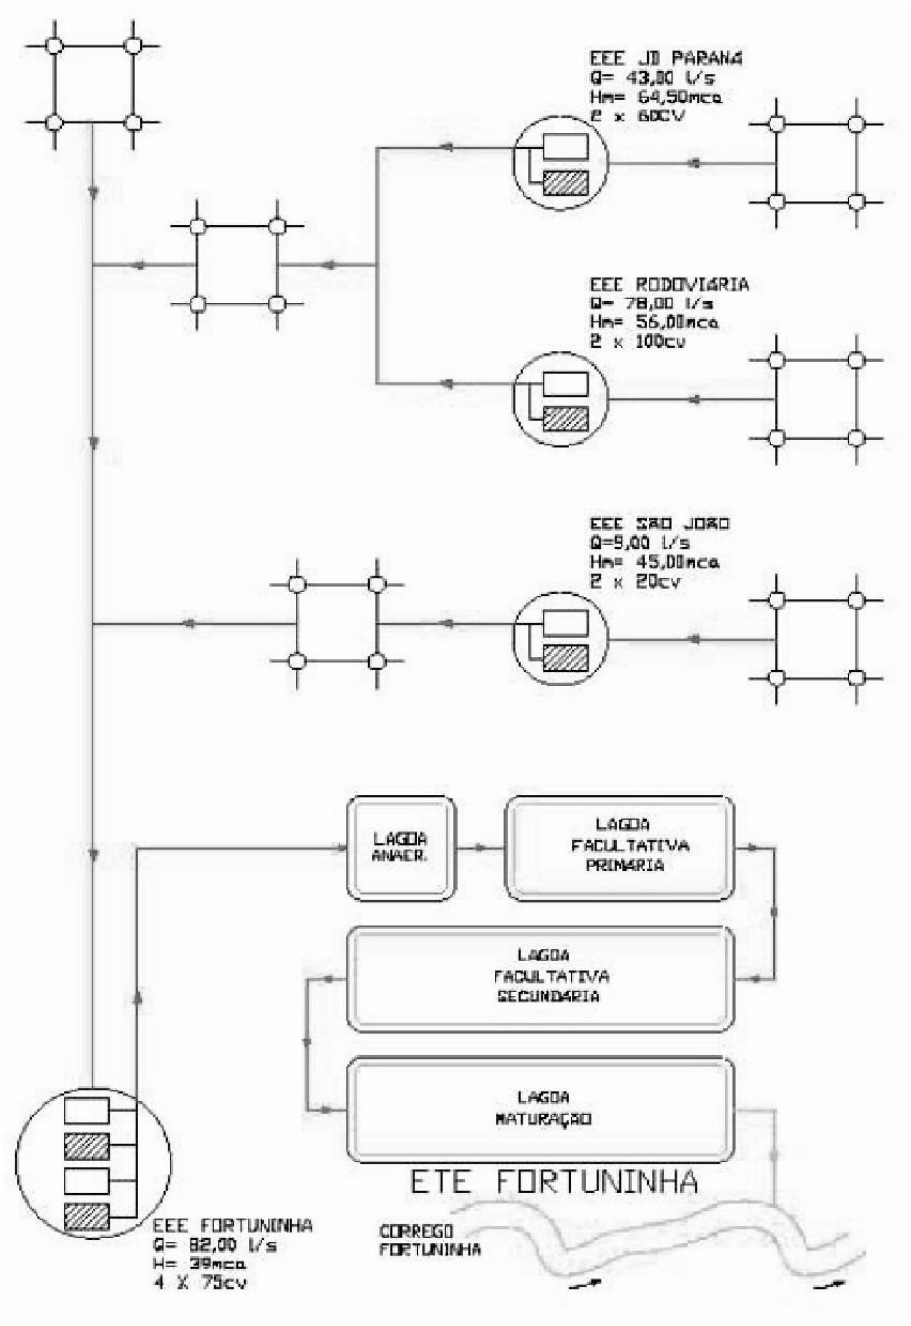 EEE JD PARANÁ
Q= 43,00 l/s
Hm= 64,50mca
2 x 60CV
EEE RODOVIÁRIA
Q= 78,00 l/s
Hm= 56,00mca
2 x 100cv
EEE SÃO JOÃO
Q=9,00 l/s
Hm= 45,00mca
2 x 20cv
LAGOA
ANAER.
LAGOA
FACULTATIVA
PRIMÁRIA
LAGOA
FACULTATIVA
SECUNDÁRIA
LAGOA
MATURAÇÃO
ETE FORTUNINHA
EEE FORTUNINHA
Q= 82,00 l/s
H= 39mca
4 X 75cv
CORREGO
FORTUNINHA